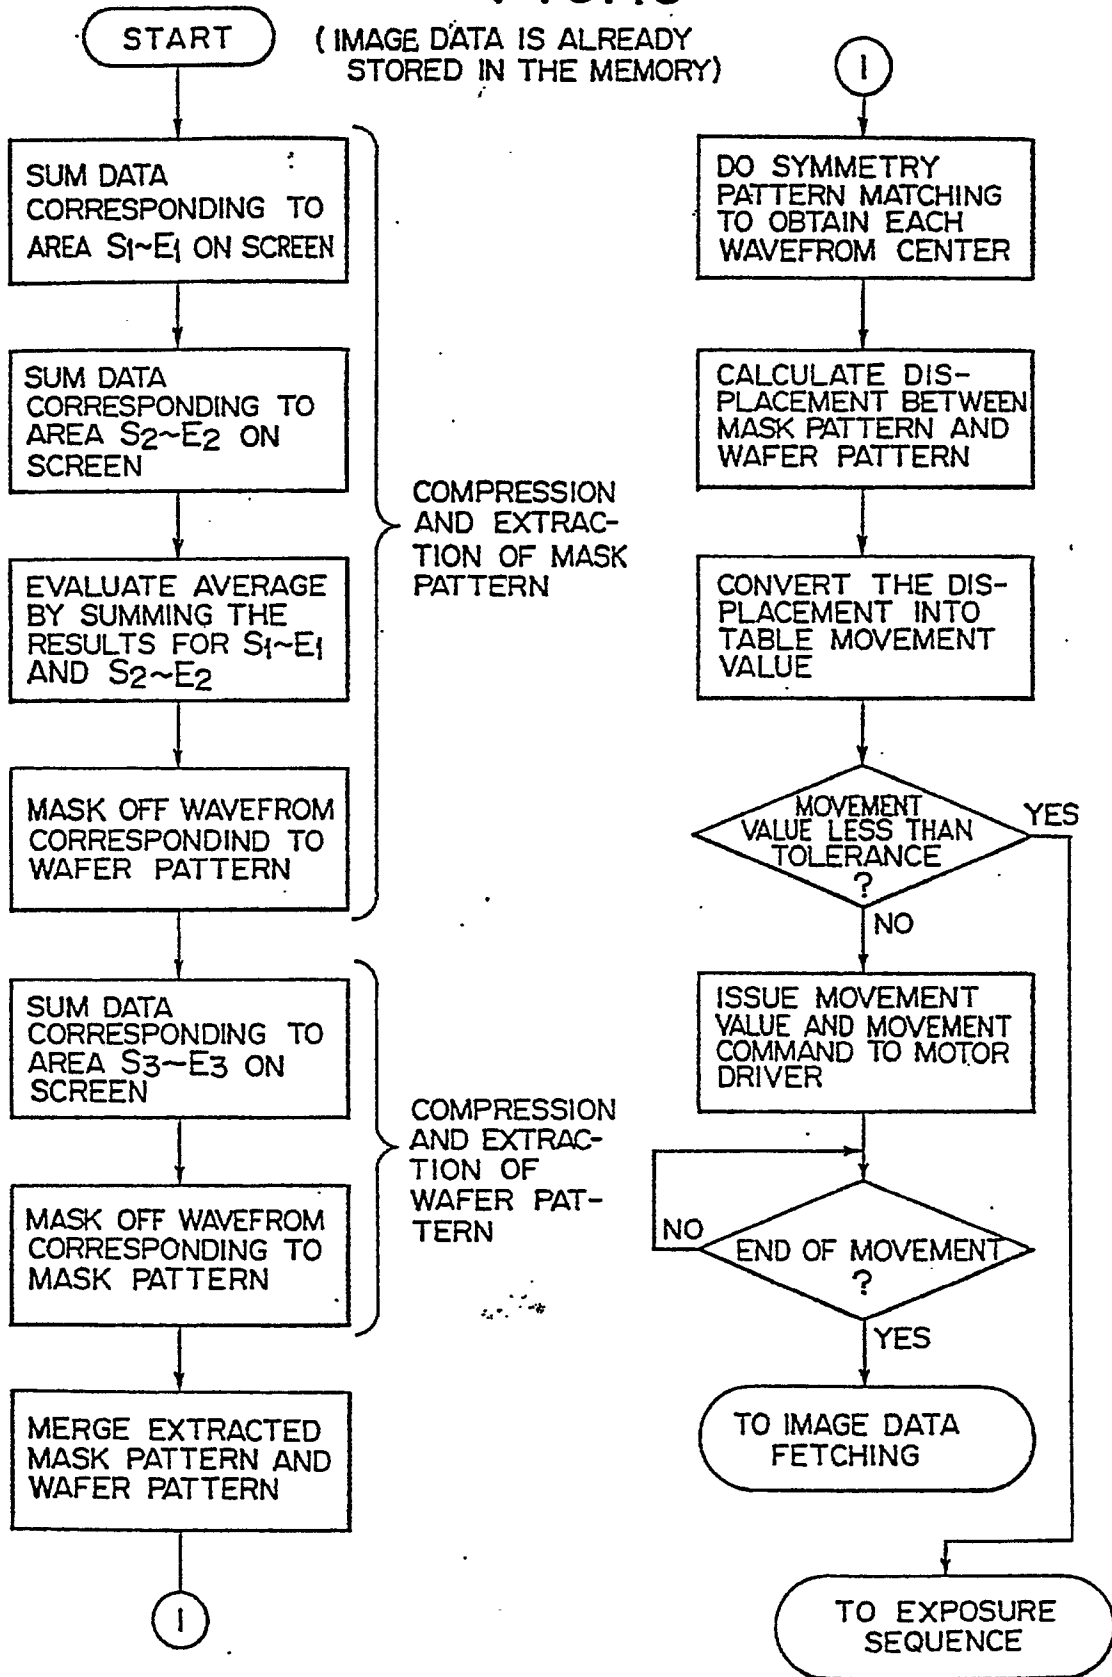 START
( IMAGE DATA IS ALREADY
STORED IN THE MEMORY)
SUM DATA
CORRESPONDING TO
AREA S1~E1 ON SCREEN
SUM DATA
CORRESPONDING TO
AREA S2~E2 ON
SCREEN
EVALUATE AVERAGE
BY SUMMING THE
RESULTS FOR S1~E1
AND S2~E2
MASK OFF WAVEFROM
CORRESPONDIND TO
WAFER PATTERN
COMPRESSION
AND EXTRAC-
TION OF MASK
PATTERN
SUM DATA
CORRESPONDING TO
AREA S3~E3 ON
SCREEN
MASK OFF WAVEFROM
CORRESPONDING TO
MASK PATTERN
COMPRESSION
AND EXTRAC-
TION OF
WAFER PAT-
TERN
MERGE EXTRACTED
MASK PATTERN AND
WAFER PATTERN
1
1
DO SYMMETRY
PATTERN MATCHING
TO OBTAIN EACH
WAVEFROM CENTER
CALCULATE DIS-
PLACEMENT BETWEEN
MASK PATTERN AND
WAFER PATTERN
CONVERT THE DIS-
PLACEMENT INTO
TABLE MOVEMENT
VALUE
MOVEMENT
VALUE LESS THAN
TOLERANCE
?
YES
NO
ISSUE MOVEMENT
VALUE AND MOVEMENT
COMMAND TO MOTOR
DRIVER
NO
END OF MOVEMENT
?
YES
TO IMAGE DATA
FETCHING
TO EXPOSURE
SEQUENCE